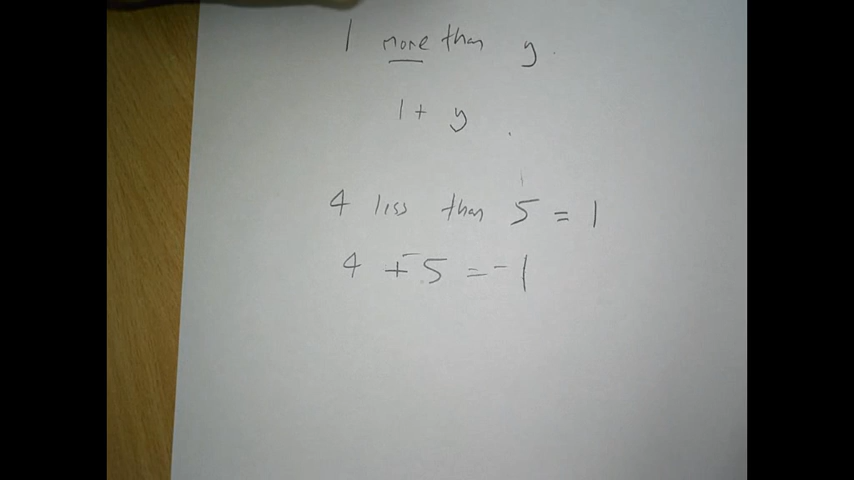 1 more than y.
1 + y.
4 less than 5 = 1
4 + ⁻5 = ⁻1